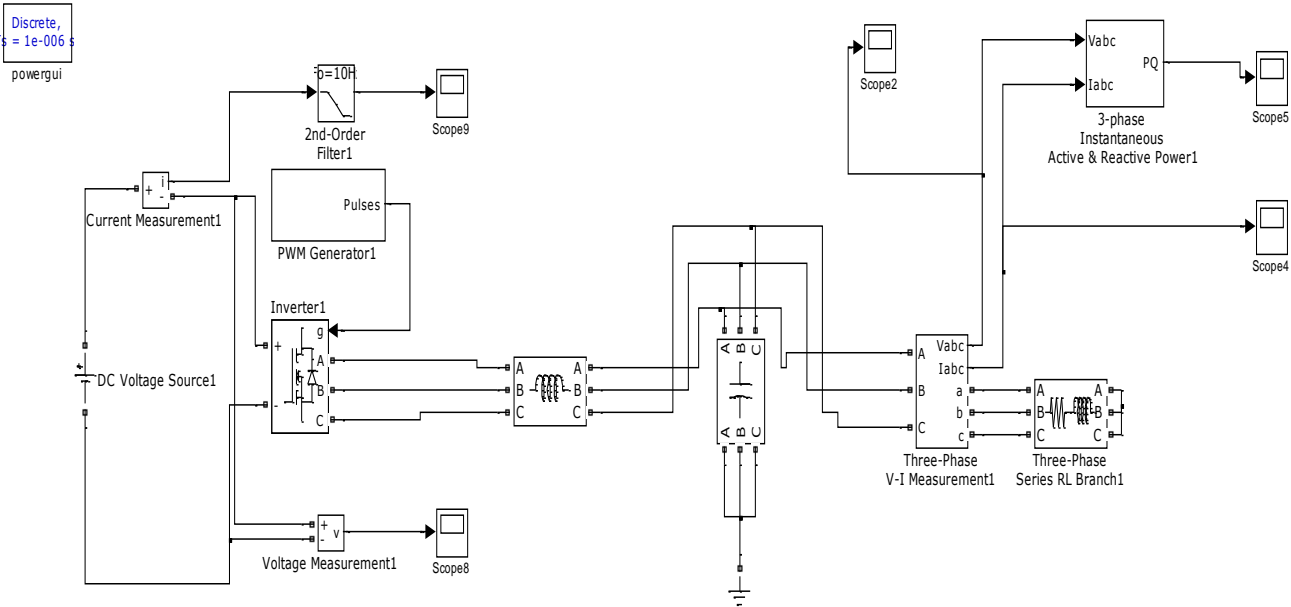 Discrete,
s = 1e-006 s
powergui
o=10H
2nd-Order
Filter1
Scope9
i
+
-
Current Measurement1
Pulses
PWM Generator1
Inverter1
g
+
A
B
-
C
DC Voltage Source1
+
A A
B B
C C
A B C
A B C
+
-
v
Voltage Measurement1
Scope8
Scope2
Vabc
PQ
Iabc
3-phase
Instantaneous
Active & Reactive Power1
Scope5
Scope4
A
Vabc
Iabc
B
a
b
C
c
Three-Phase
V-I Measurement1
A A
B B
C C
Three-Phase
Series RL Branch1